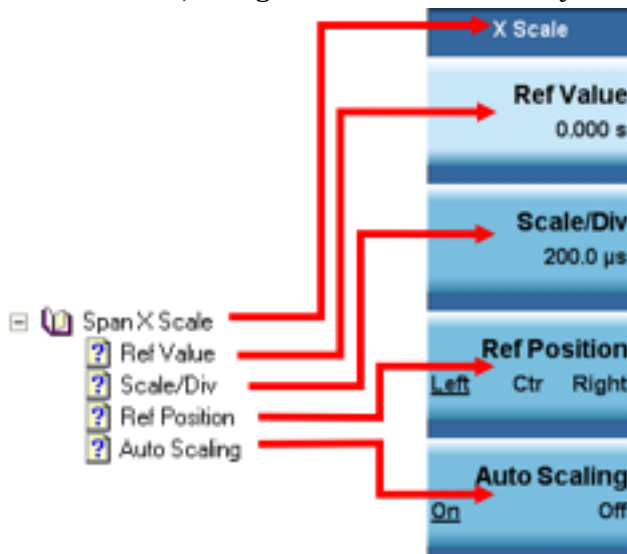 X Scale
Ref Value
0.000 s
Scale/Div
200.0 µs
Span X Scale
Ref Value
Scale/Div
Ref Position
Auto Scaling
Ref Position
Left Ctr Right
Auto Scaling
On Off